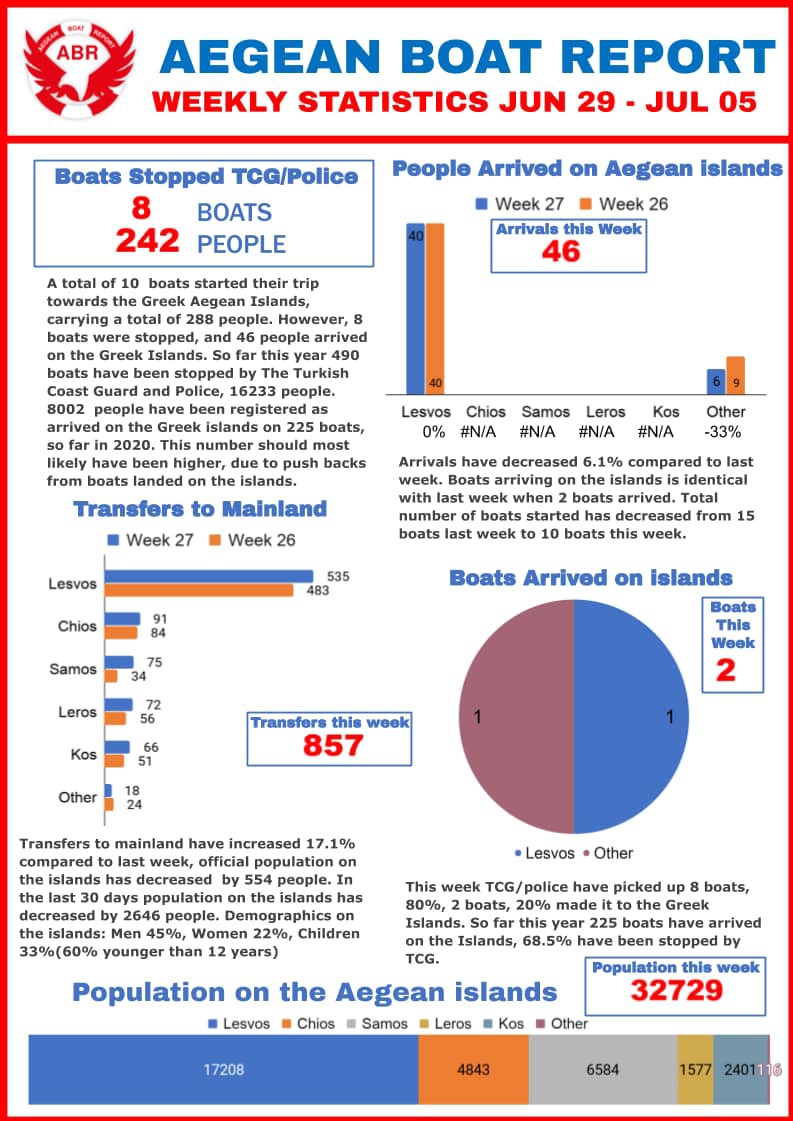 AEGEAN BOAT REPORT
ABR
AEGEAN BOAT REPORT
WEEKLY STATISTICS JUN 29 - JUL 05
Boats Stopped TCG/Police
8 BOATS
242 PEOPLE
A total of 10 boats started their trip
towards the Greek Aegean Islands,
carrying a total of 288 people. However, 8
boats were stopped, and 46 people arrived
on the Greek Islands. So far this year 490
boats have been stopped by The Turkish
Coast Guard and Police, 16233 people.
8002 people have been registered as
arrived on the Greek islands on 225 boats,
so far in 2020. This number should most
likely have been higher, due to push backs
from boats landed on the islands.
People Arrived on Aegean islands
Week 27 Week 26
Arrivals this Week
46
40
40
6
9
Lesvos Chios Samos Leros Kos Other
0% #N/A #N/A #N/A #N/A -33%
Arrivals have decreased 6.1% compared to last
week. Boats arriving on the islands is identical
with last week when 2 boats arrived. Total
number of boats started has decreased from 15
boats last week to 10 boats this week.
Transfers to Mainland
Week 27 Week 26
Lesvos 535
483
Chios 91
84
Samos 75
34
Leros 72
56
Kos 66
51
Other 18
24
Transfers this week
857
Transfers to mainland have increased 17.1%
compared to last week, official population on
the islands has decreased by 554 people. In
the last 30 days population on the islands has
decreased by 2646 people. Demographics on
the islands: Men 45%, Women 22%, Children
33%(60% younger than 12 years)
Boats Arrived on islands
Boats
This
Week
2
1 1
Lesvos Other
This week TCG/police have picked up 8 boats,
80%, 2 boats, 20% made it to the Greek
Islands. So far this year 225 boats have arrived
on the Islands, 68.5% have been stopped by
TCG.
Population this week
32729
Population on the Aegean islands
Lesvos Chios Samos Leros Kos Other
17208 4843 6584 1577 2401 116